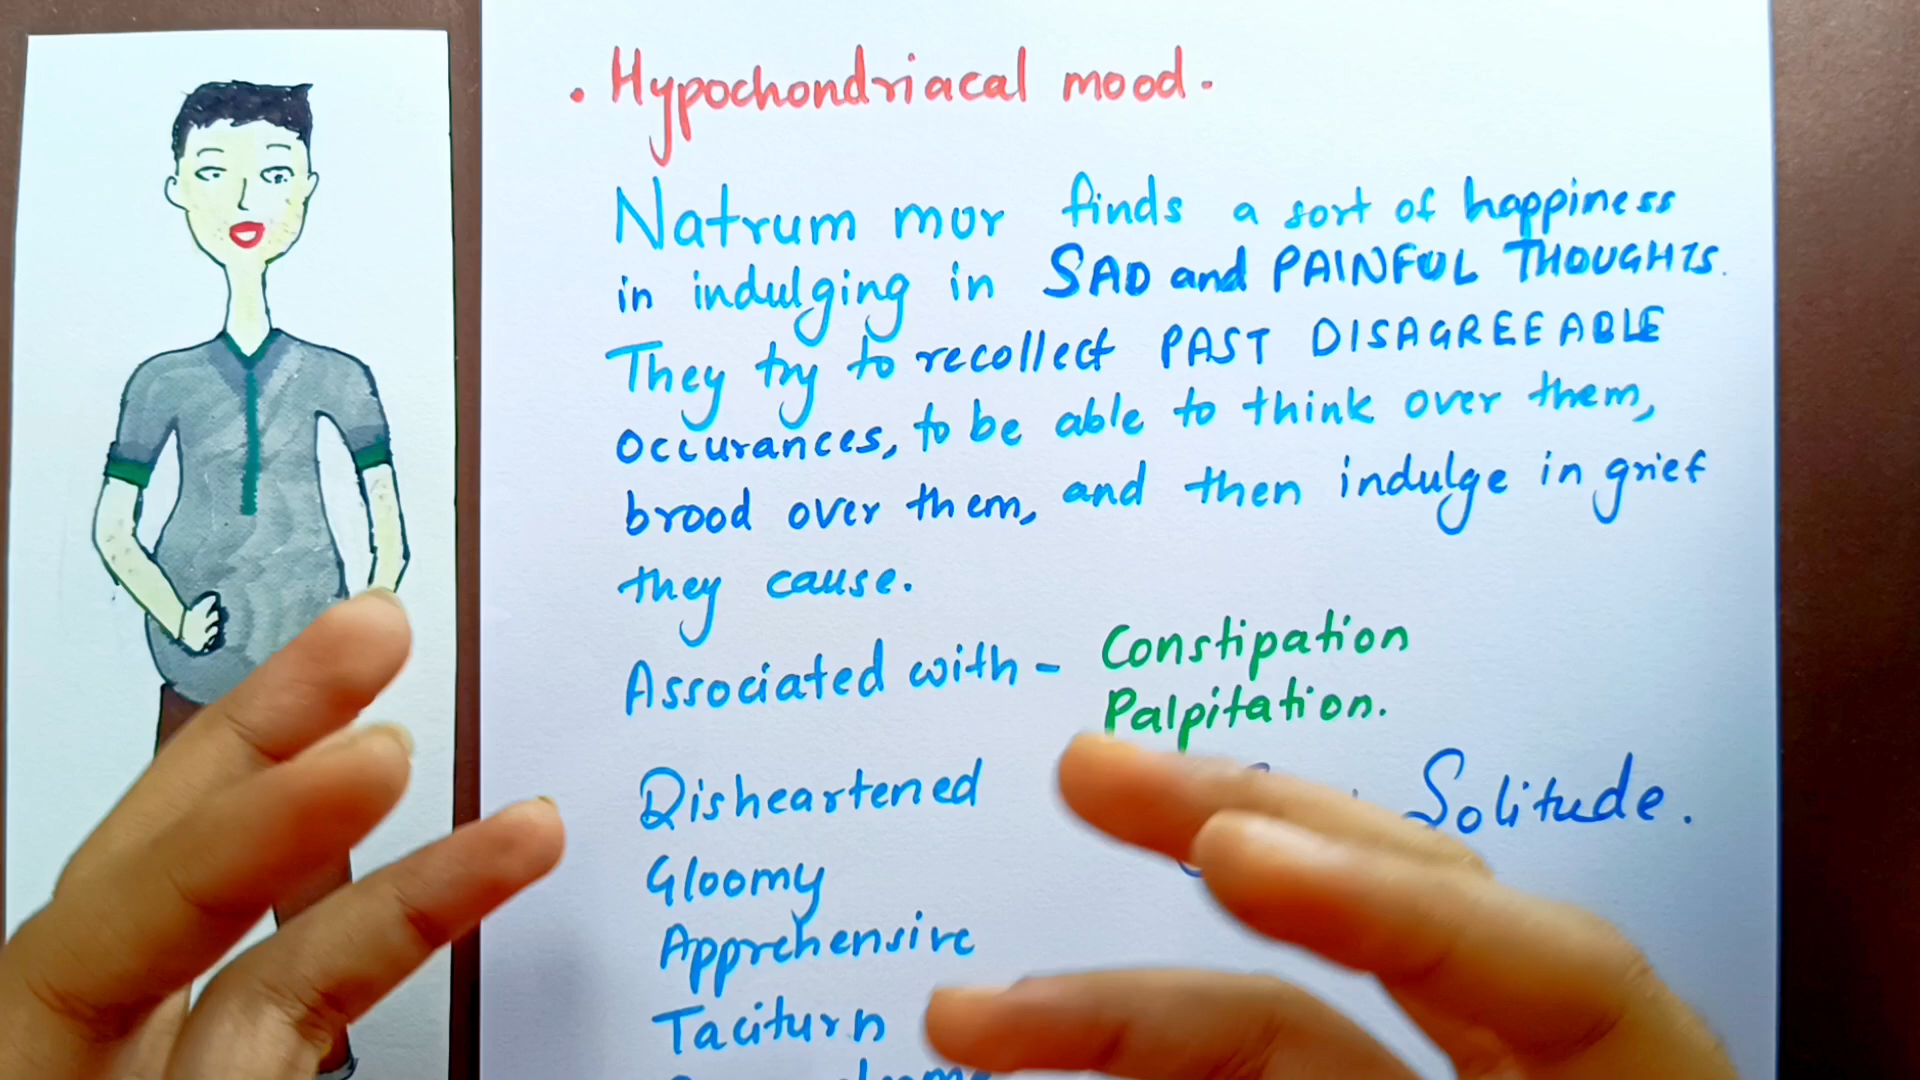 . Hypochondriacal mood.
Natrum mur finds a sort of happiness
in indulging in SAD and PAINFUL THOUGHTS.
They try to recollect PAST DISAGREEABLE
occurances, to be able to think over them,
brood over them, and then indulge in grief
they cause.
Associated with - Constipation
Palpitation.
Disheartened
Solitude.
Gloomy
Apprehensive
Taciturn